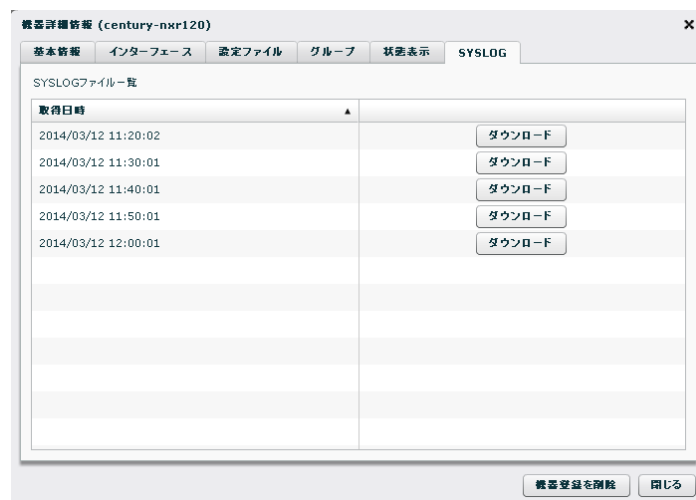 機器詳細情報 (century-nxr120)
基本情報 インターフェース 設定ファイル グループ 状態表示 SYSLOG
SYSLOGファイル一覧
取得日時 ▲
2014/03/12 11:20:02 ダウンロード
2014/03/12 11:30:01 ダウンロード
2014/03/12 11:40:01 ダウンロード
2014/03/12 11:50:01 ダウンロード
2014/03/12 12:00:01 ダウンロード
機器登録を削除 閉じる